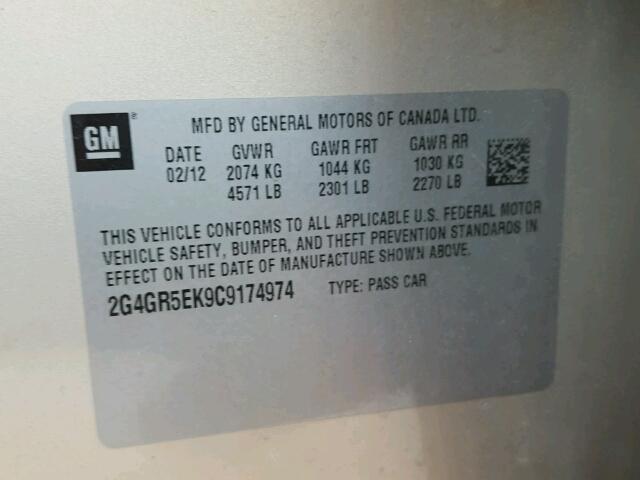 GM ®
MFD BY GENERAL MOTORS OF CANADA LTD.
DATE GVWR GAWR FRT GAWR RR
02/12 2074 KG 1044 KG 1030 KG
4571 LB 2301 LB 2270 LB
THIS VEHICLE CONFORMS TO ALL APPLICABLE U.S. FEDERAL MOTOR
VEHICLE SAFETY, BUMPER, AND THEFT PREVENTION STANDARDS IN
EFFECT ON THE DATE OF MANUFACTURE SHOWN ABOVE.
2G4GR5EK9C9174974 TYPE: PASS CAR